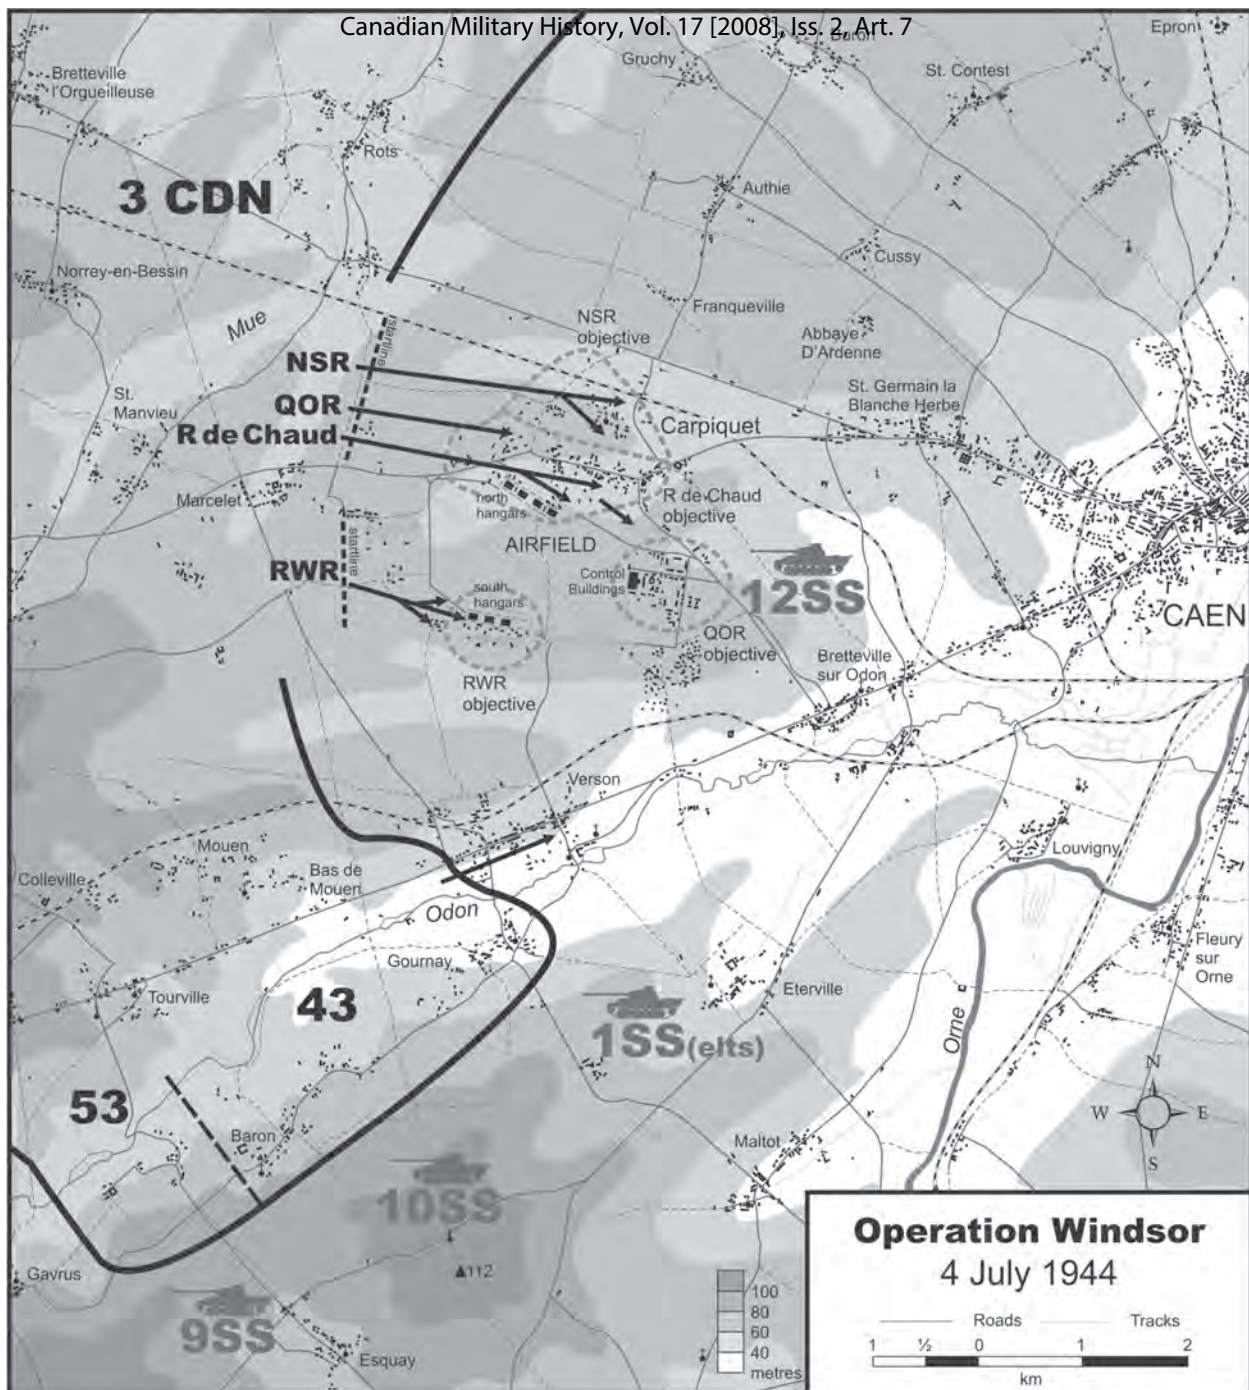 Canadian Military History, Vol. 17 [2008], Iss. 2, Art. 7
Buron
Epron
Gruchy
Bretteville
l'Orgueilleuse
St. Contest
Rots
3 CDN
Authie
Cussy
Norrey-en-Bessin
Franqueville
Mue
NSR
objective
Abbaye
D'Ardenne
startline
NSR
St.
Manvieu
QOR
St. Germain la
Blanche Herbe
R de Chaud
Carpiquet
Marcelet
north
hangars
R de Chaud
objective
startline
AIRFIELD
RWR
Control
Buildings
12SS
south
hangars
CAEN
QOR
objective
Bretteville
sur Odon
RWR
objective
Verson
Mouen
Louvigny
Colleville
Bas de
Mouen
Odon
Gournay
Fleury
sur
Orne
Tourville
43
Eterville
Orne
1SS(elts)
N
W
E
S
53
Baron
Maltot
10SS
Operation Windsor
4 July 1944
Gavrus
112
100
80
60
40
metres
Roads
Tracks
9SS
Esquay
1 ½ 0 1 2
km